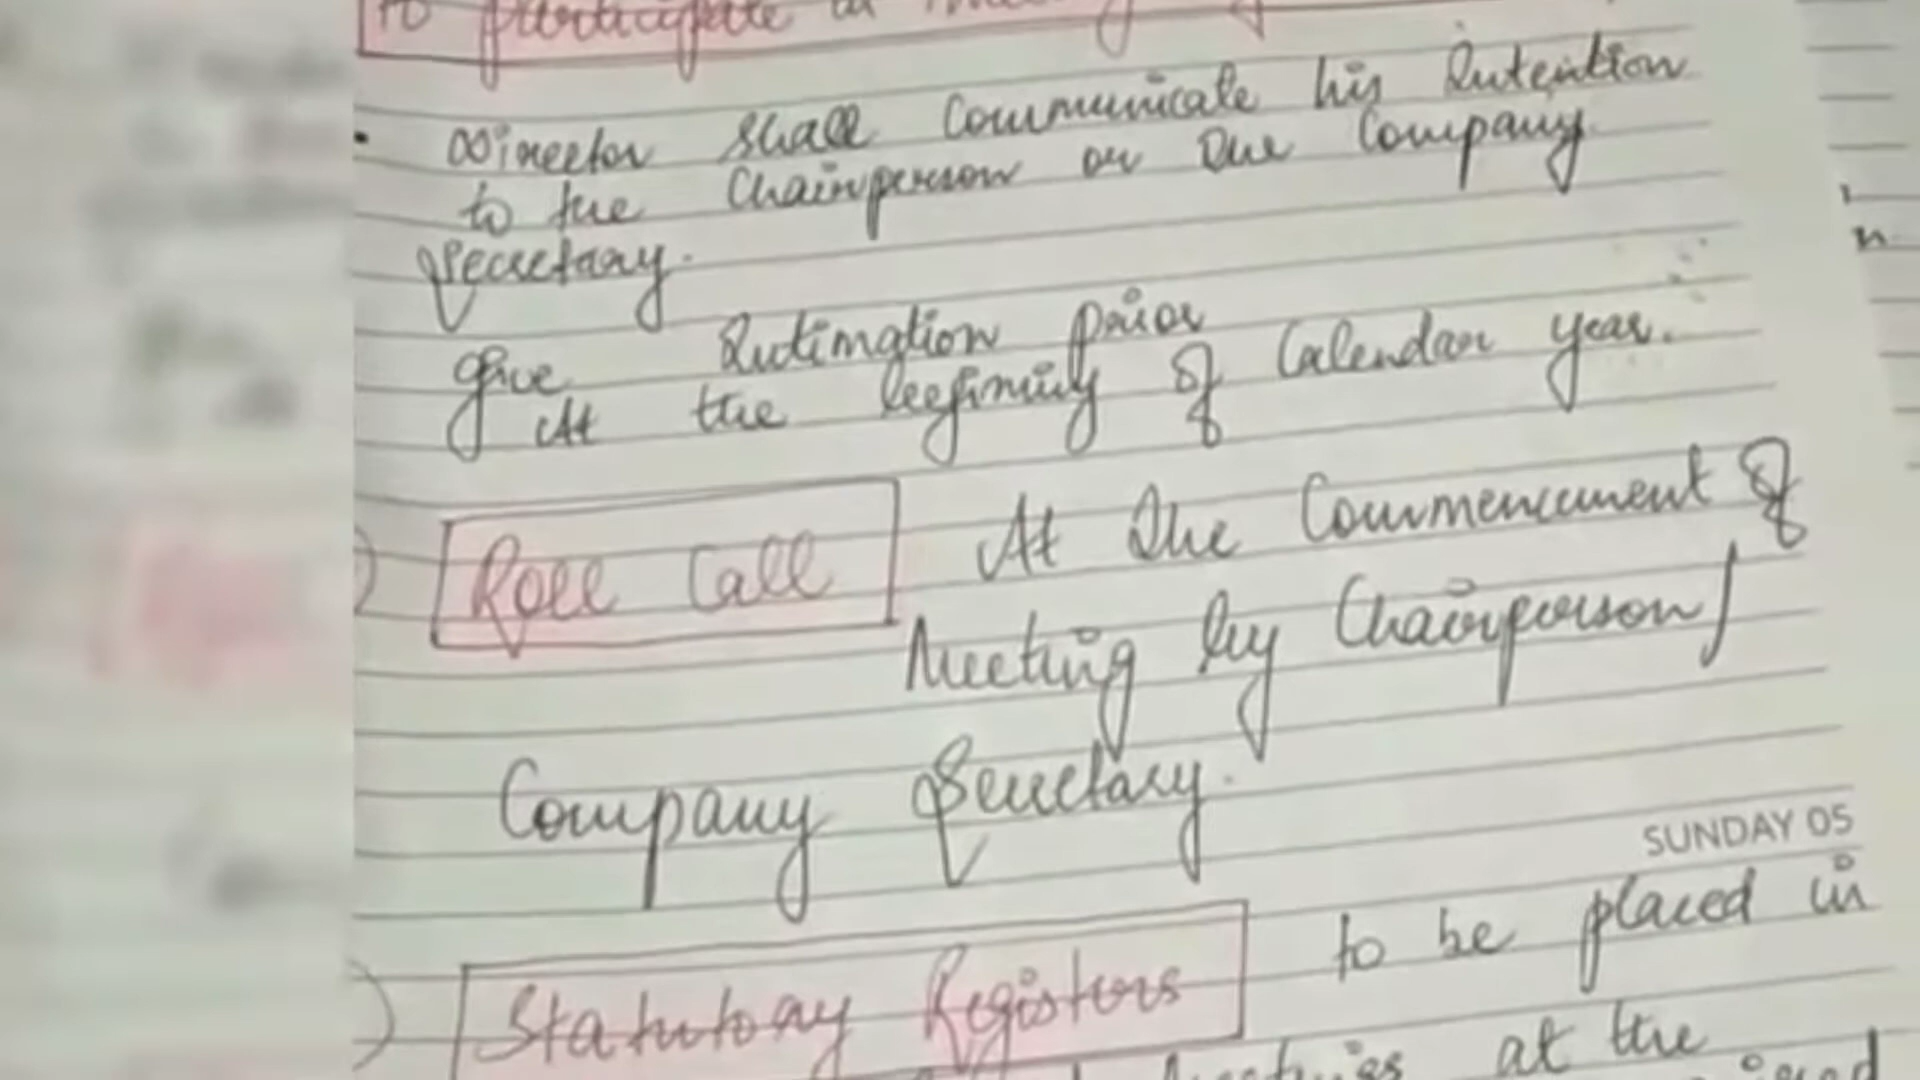 to participate
• Director shall Communicate his Intention
to the Chairperson or the Company
Secretary.
give Intimation prior
At the beginning of Calendar year.
Roll Call At the Commencement of
Meeting by Chairperson/
Company Secretary.
SUNDAY 05
Statutory Registers to be placed in
at the